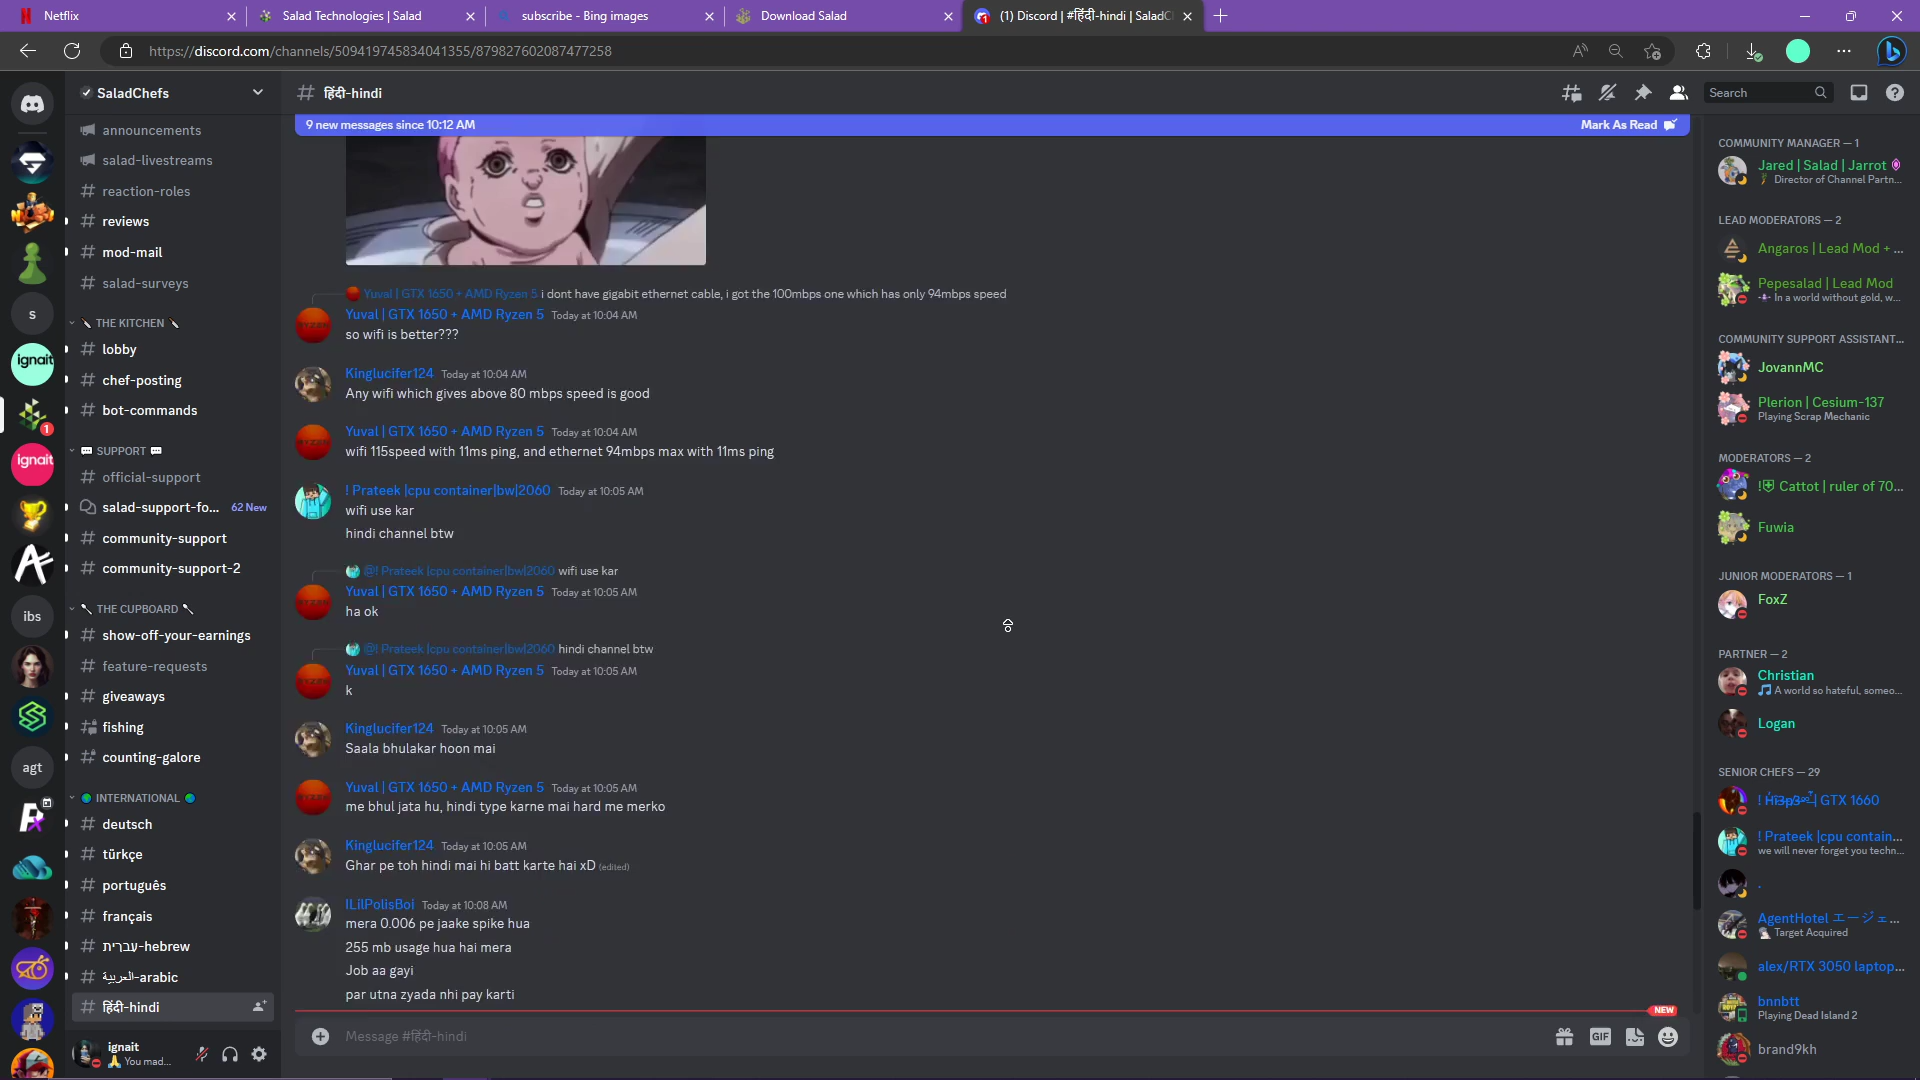 Netflix
Salad Technologies | Salad
subscribe - Bing images
Download Salad
(1) Discord | #हिंदी-hindi | SaladC
https://discord.com/channels/509419745834041355/879827602087477258
SaladChefs
announcements
salad-livestreams
reaction-roles
reviews
mod-mail
salad-surveys
THE KITCHEN
lobby
chef-posting
bot-commands
SUPPORT
official-support
salad-support-fo... 62 New
community-support
community-support-2
THE CUPBOARD
show-off-your-earnings
feature-requests
giveaways
fishing
counting-galore
INTERNATIONAL
deutsch
türkçe
português
français
עברית-hebrew
العربية-arabic
हिंदी-hindi
s
ignait
1
ignait
ibs
agt
ignait
You mad...
हिंदी-hindi
Search
9 new messages since 10:12 AM
Mark As Read
Yuval | GTX 1650 + AMD Ryzen 5 i dont have gigabit ethernet cable, i got the 100mbps one which has only 94mbps speed
Yuval | GTX 1650 + AMD Ryzen 5 Today at 10:04 AM
so wifi is better???
Kinglucifer124 Today at 10:04 AM
Any wifi which gives above 80 mbps speed is good
Yuval | GTX 1650 + AMD Ryzen 5 Today at 10:04 AM
wifi 115speed with 11ms ping, and ethernet 94mbps max with 11ms ping
! Prateek |cpu container|bw|2060 Today at 10:05 AM
wifi use kar
hindi channel btw
@! Prateek |cpu container|bw|2060 wifi use kar
Yuval | GTX 1650 + AMD Ryzen 5 Today at 10:05 AM
ha ok
@! Prateek |cpu container|bw|2060 hindi channel btw
Yuval | GTX 1650 + AMD Ryzen 5 Today at 10:05 AM
k
Kinglucifer124 Today at 10:05 AM
Saala bhulakar hoon mai
Yuval | GTX 1650 + AMD Ryzen 5 Today at 10:05 AM
me bhul jata hu, hindi type karne mai hard me merko
Kinglucifer124 Today at 10:05 AM
Ghar pe toh hindi mai hi batt karte hai xD (edited)
ILilPolisBoi Today at 10:08 AM
mera 0.006 pe jaake spike hua
255 mb usage hua hai mera
Job aa gayi
par utna zyada nhi pay karti
NEW
Message #हिंदी-hindi
GIF
COMMUNITY MANAGER — 1
Jared | Salad | Jarrot
Director of Channel Partn...
LEAD MODERATORS — 2
Angaros | Lead Mod + ...
Pepesalad | Lead Mod
In a world without gold, w...
COMMUNITY SUPPORT ASSISTANT...
JovannMC
Plerion | Cesium-137
Playing Scrap Mechanic
MODERATORS — 2
Cattot | ruler of 70...
Fuwia
JUNIOR MODERATORS — 1
FoxZ
PARTNER — 2
Christian
A world so hateful, someo...
Logan
SENIOR CHEFS — 29
| GTX 1660
! Prateek |cpu contain...
we will never forget you techn...
.
AgentHotel エージェ...
Target Acquired
alex/RTX 3050 laptop...
bnnbtt
Playing Dead Island 2
brand9kh